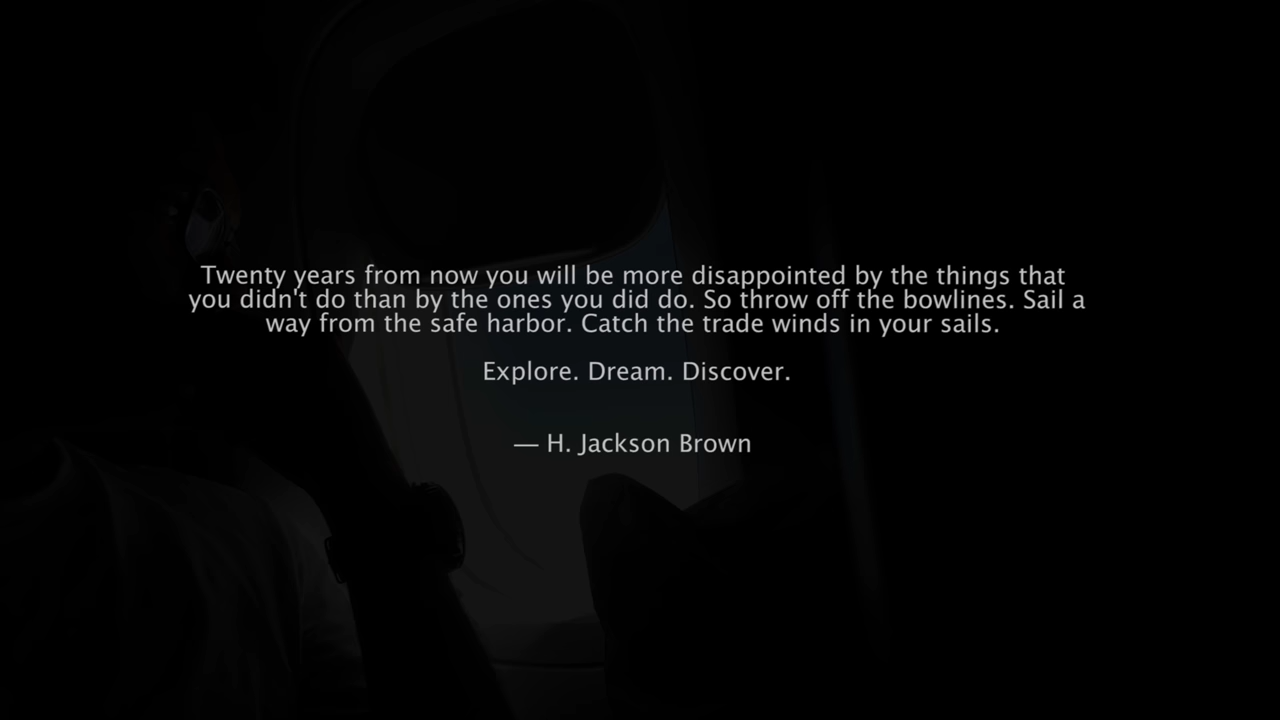 Twenty years from now you will be more disappointed by the things that
you didn't do than by the ones you did do. So throw off the bowlines. Sail a
way from the safe harbor. Catch the trade winds in your sails.
Explore. Dream. Discover.
— H. Jackson Brown